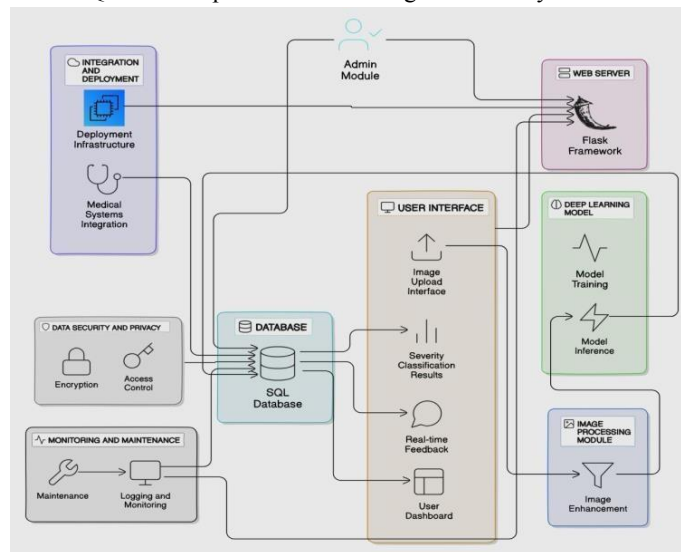 Admin
Module
INTEGRATION
AND
DEPLOYMENT
Deployment
Infrastructure
Medical
Systems
Integration
WEB SERVER
Flask
Framework
USER INTERFACE
Image
Upload
Interface
Severity
Classification
Results
Real-time
Feedback
User
Dashboard
DEEP LEARNING
MODEL
Model
Training
Model
Inference
DATA SECURITY AND PRIVACY
Encryption
Access
Control
DATABASE
SQL
Database
MONITORING AND MAINTENANCE
Maintenance
Logging and
Monitoring
IMAGE
PROCESSING
MODULE
Image
Enhancement